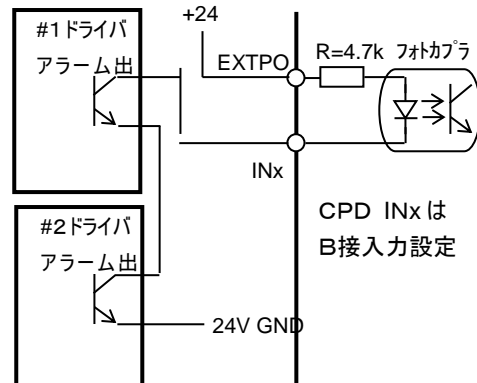 +24
#1ドライバ
アラーム出
EXTPO
R=4.7k フォトカプラ
INx
#2ドライバ
アラーム出
CPD INxは
B接入力設定
24V GND